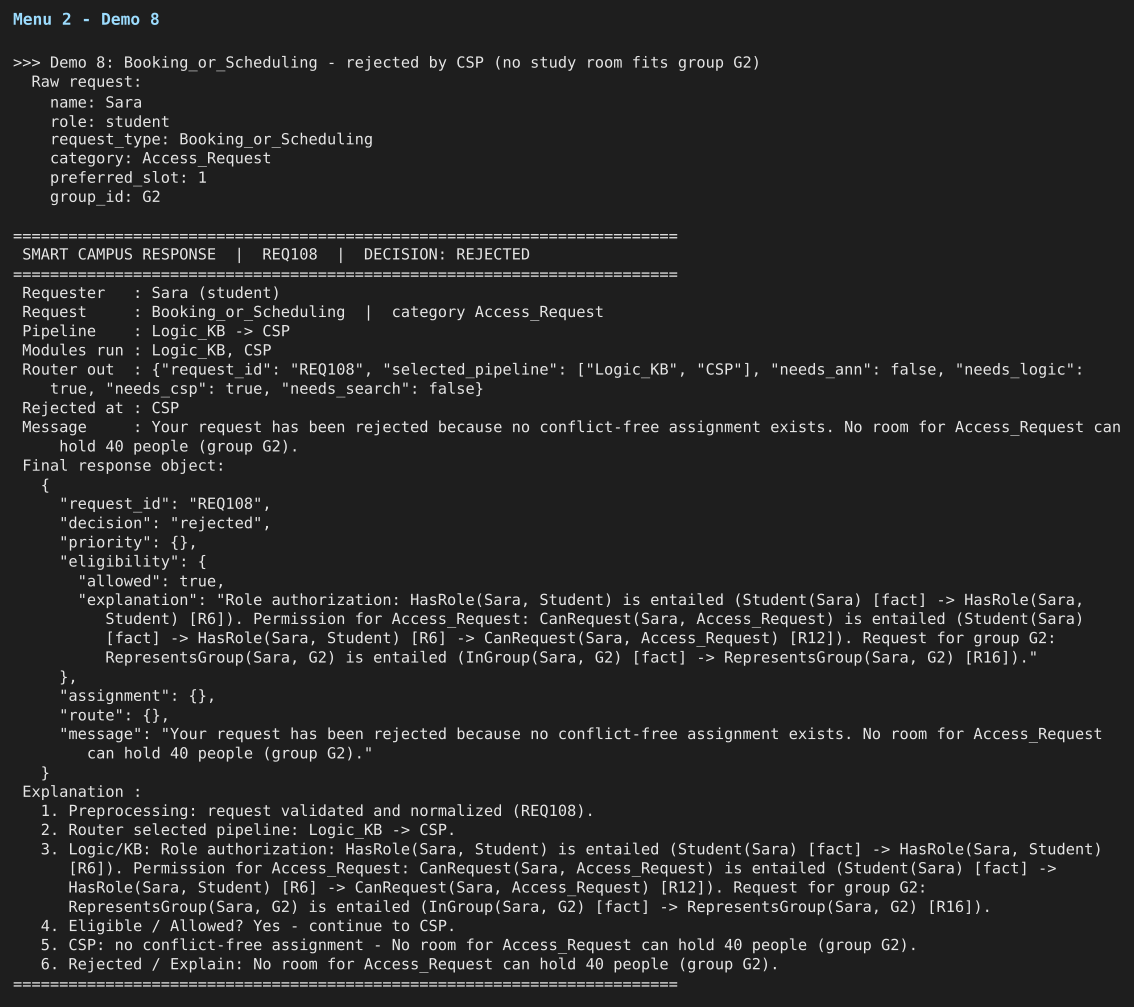 Menu 2 - Demo 8
>>> Demo 8: Booking_or_Scheduling - rejected by CSP (no study room fits group G2)
Raw request:
name: Sara
role: student
request_type: Booking_or_Scheduling
category: Access_Request
preferred_slot: 1
group_id: G2
========================================================================
SMART CAMPUS RESPONSE  |  REQ108  |  DECISION: REJECTED
========================================================================
Requester   : Sara (student)
Request     : Booking_or_Scheduling  |  category Access_Request
Pipeline    : Logic_KB -> CSP
Modules run : Logic_KB, CSP
Router out  : {"request_id": "REQ108", "selected_pipeline": ["Logic_KB", "CSP"], "needs_ann": false, "needs_logic":
true, "needs_csp": true, "needs_search": false}
Rejected at : CSP
Message     : Your request has been rejected because no conflict-free assignment exists. No room for Access_Request can
hold 40 people (group G2).
Final response object:
{
"request_id": "REQ108",
"decision": "rejected",
"priority": {},
"eligibility": {
"allowed": true,
"explanation": "Role authorization: HasRole(Sara, Student) is entailed (Student(Sara) [fact] -> HasRole(Sara,
Student) [R6]). Permission for Access_Request: CanRequest(Sara, Access_Request) is entailed (Student(Sara)
[fact] -> HasRole(Sara, Student) [R6] -> CanRequest(Sara, Access_Request) [R12]). Request for group G2:
RepresentsGroup(Sara, G2) is entailed (InGroup(Sara, G2) [fact] -> RepresentsGroup(Sara, G2) [R16])."
},
"assignment": {},
"route": {},
"message": "Your request has been rejected because no conflict-free assignment exists. No room for Access_Request
can hold 40 people (group G2)."
}
Explanation :
1. Preprocessing: request validated and normalized (REQ108).
2. Router selected pipeline: Logic_KB -> CSP.
3. Logic/KB: Role authorization: HasRole(Sara, Student) is entailed (Student(Sara) [fact] -> HasRole(Sara, Student)
[R6]). Permission for Access_Request: CanRequest(Sara, Access_Request) is entailed (Student(Sara) [fact] ->
HasRole(Sara, Student) [R6] -> CanRequest(Sara, Access_Request) [R12]). Request for group G2:
RepresentsGroup(Sara, G2) is entailed (InGroup(Sara, G2) [fact] -> RepresentsGroup(Sara, G2) [R16]).
4. Eligible / Allowed? Yes - continue to CSP.
5. CSP: no conflict-free assignment - No room for Access_Request can hold 40 people (group G2).
6. Rejected / Explain: No room for Access_Request can hold 40 people (group G2).
========================================================================